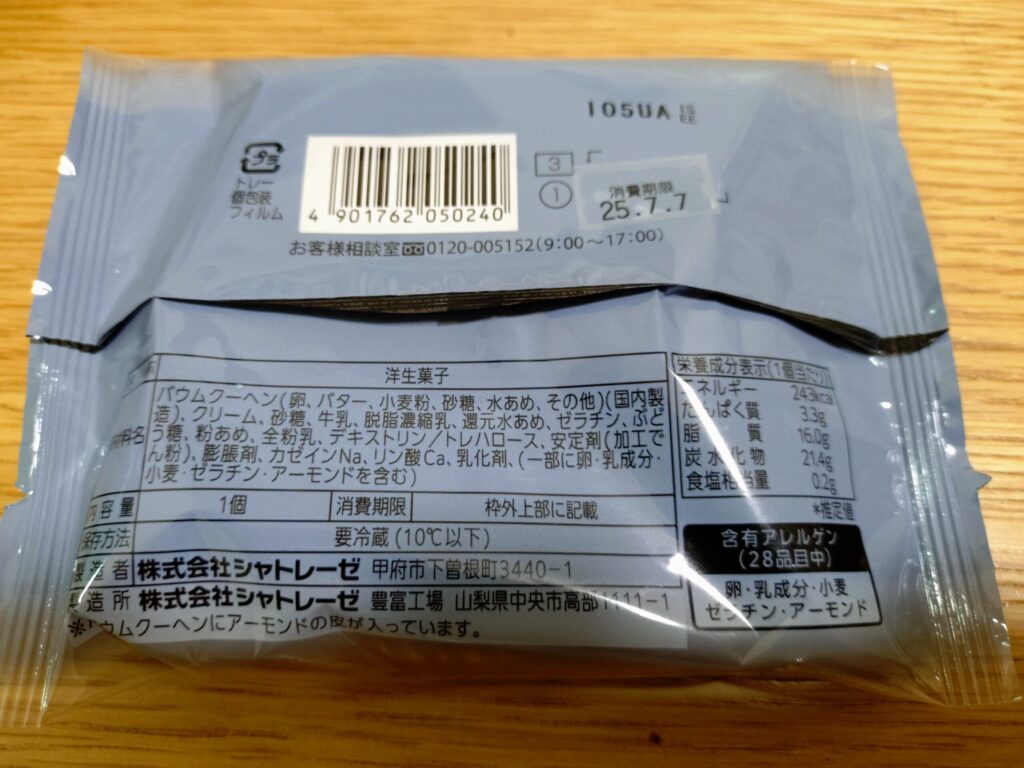 105UA
プラ
トレー
個包装
フィルム
4 901762 050240
3
1
消費期限
25.7.7
お客様相談室 0120-005152(9:00～17:00)
洋生菓子
バウムクーヘン(卵、バター、小麦粉、砂糖、水あめ、その他)(国内製
造)、クリーム、砂糖、牛乳、脱脂濃縮乳、還元水あめ、ゼラチン、ぶど
う糖、粉あめ、全粉乳、デキストリン/トレハロース、安定剤(加工で
ん粉)、膨脹剤、カゼインNa、リン酸Ca、乳化剤、(一部に卵・乳成分・
小麦・ゼラチン・アーモンドを含む)
内容量 1個 消費期限 枠外上部に記載
保存方法 要冷蔵(10℃以下)
製造者 株式会社シャトレーゼ 甲府市下曽根町3440-1
製造所 株式会社シャトレーゼ 豊富工場 山梨県中央市高部1111-1
※バウムクーヘンにアーモンドの皮が入っています。
栄養成分表示(1個当たり)
エネルギー 243kcal
たんぱく質 3.3g
脂質 16.0g
炭水化物 21.4g
食塩相当量 0.2g
*推定値
含有アレルゲン
(28品目中)
卵・乳成分・小麦
ゼラチン・アーモンド